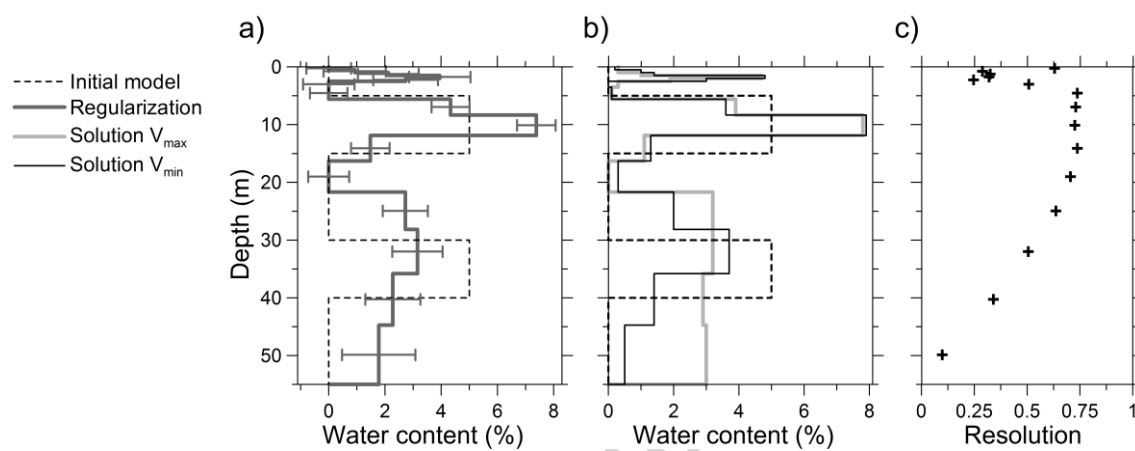 a)
b)
c)
Initial model
Regularization
Solution Vmax
Solution Vmin
Depth (m)
0
10
20
30
40
50
0 2 4 6 8
Water content (%)
0 2 4 6 8
Water content (%)
0 0.25 0.5 0.75 1
Resolution